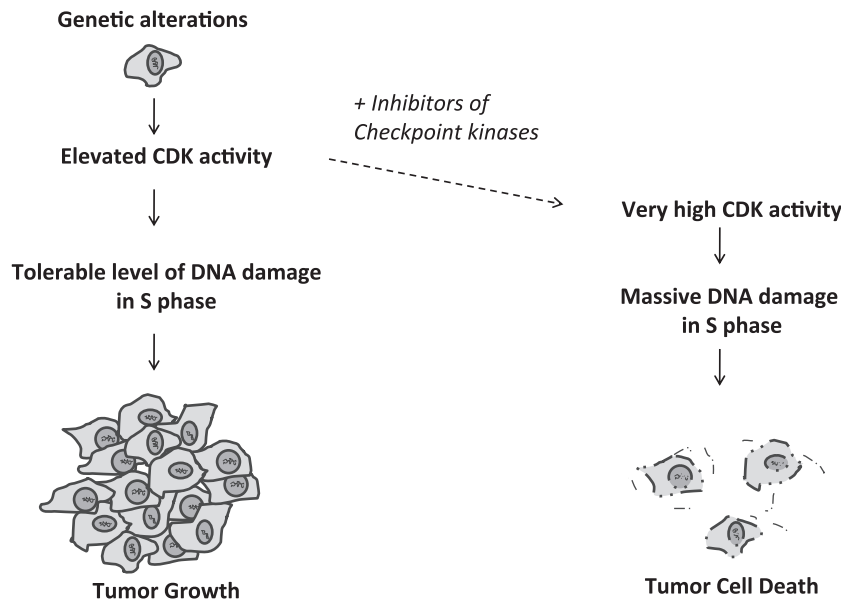 Genetic alterations
+ Inhibitors of
Checkpoint kinases
Elevated CDK activity
Very high CDK activity
Tolerable level of DNA damage
in S phase
Massive DNA damage
in S phase
Tumor Growth
Tumor Cell Death